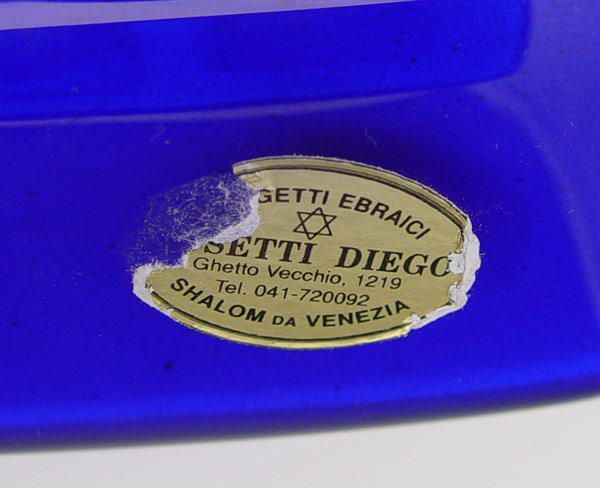 GETTI EBRAICI
SETTI DIEGO
Ghetto Vecchio, 1219
Tel. 041-720092
SHALOM DA VENEZIA